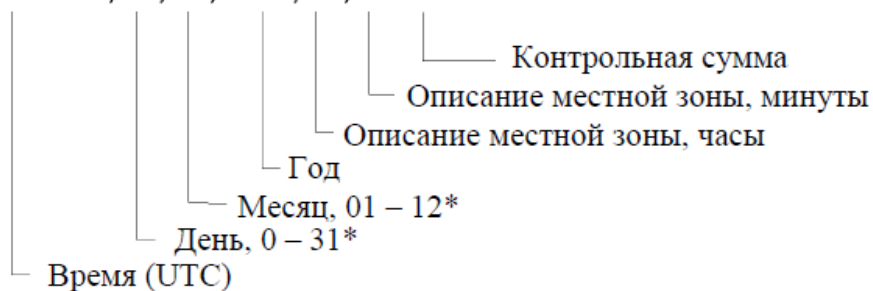 Контрольная сумма
Описание местной зоны, минуты
Описание местной зоны, часы
Год
Месяц, 01 – 12*
День, 0 – 31*
Время (UTC)